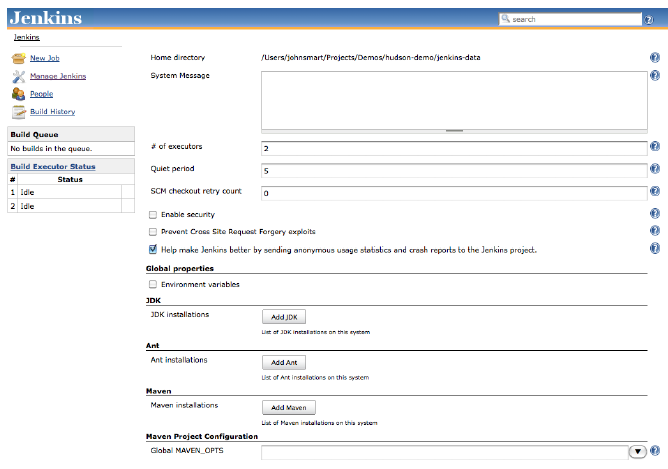 Jenkins
search
Jenkins
New Job
Manage Jenkins
People
Build History
Build Queue
No builds in the queue.
Build Executor Status
# Status
1 Idle
2 Idle
Home directory /Users/johnsmart/Projects/Demos/hudson-demo/jenkins-data
System Message
# of executors 2
Quiet period 5
SCM checkout retry count 0
Enable security
Prevent Cross Site Request Forgery exploits
Help make Jenkins better by sending anonymous usage statistics and crash reports to the Jenkins project.
Global properties
Environment variables
JDK
JDK installations Add JDK
List of JDK installations on this system
Ant
Ant installations Add Ant
List of Ant installations on this system
Maven
Maven installations Add Maven
List of Maven installations on this system
Maven Project Configuration
Global MAVEN_OPTS